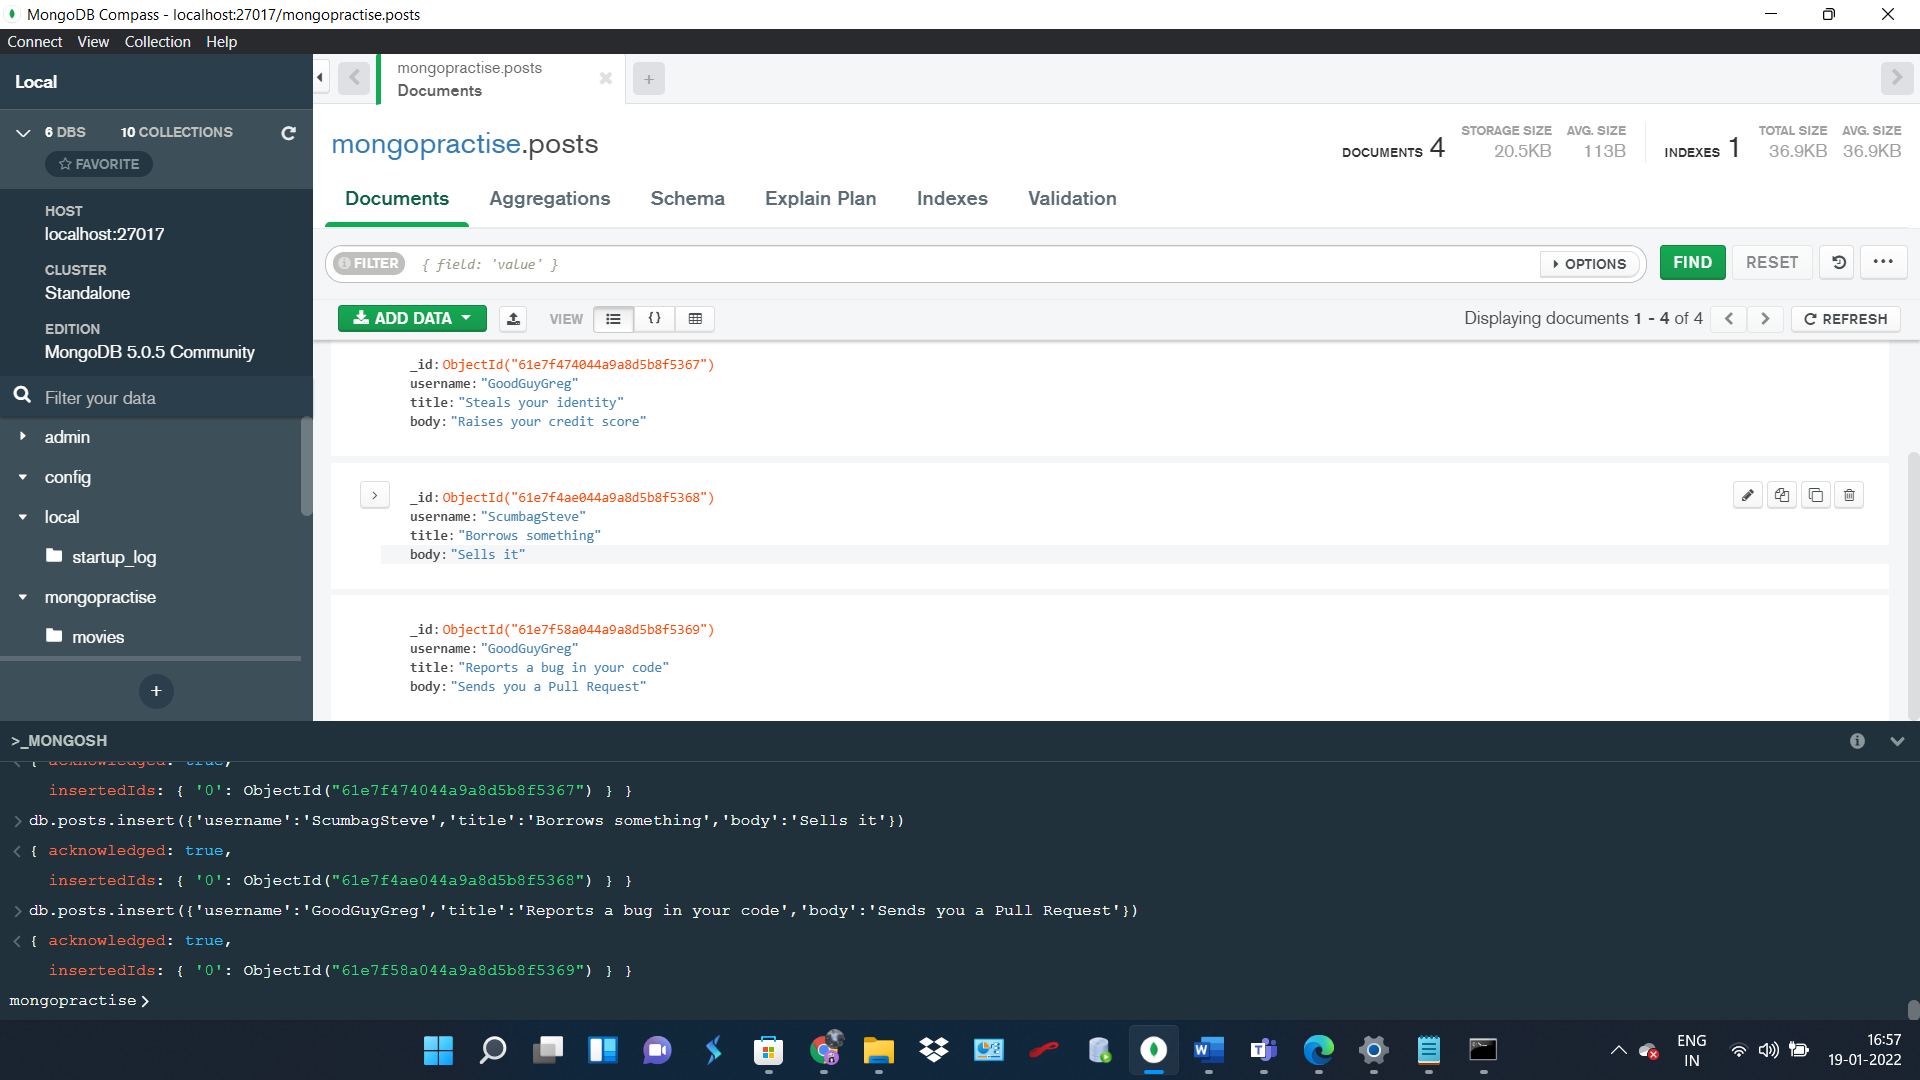 MongoDB Compass - localhost:27017/mongopractise.posts
Connect View Collection Help
Local
6 DBS 10 COLLECTIONS
FAVORITE
HOST
localhost:27017
CLUSTER
Standalone
EDITION
MongoDB 5.0.5 Community
Filter your data
admin
config
local
startup_log
mongopractise
movies
+
mongopractise.posts
Documents
+
mongopractise.posts
DOCUMENTS 4
STORAGE SIZE 20.5KB
AVG. SIZE 113B
INDEXES 1
TOTAL SIZE 36.9KB
AVG. SIZE 36.9KB
Documents Aggregations Schema Explain Plan Indexes Validation
FILTER { field: 'value' } OPTIONS FIND RESET ...
ADD DATA VIEW {} Displaying documents 1 - 4 of 4 REFRESH
_id: ObjectId("61e7f474044a9a8d5b8f5367")
username: "GoodGuyGreg"
title: "Steals your identity"
body: "Raises your credit score"
_id: ObjectId("61e7f4ae044a9a8d5b8f5368")
username: "ScumbagSteve"
title: "Borrows something"
body: "Sells it"
_id: ObjectId("61e7f58a044a9a8d5b8f5369")
username: "GoodGuyGreg"
title: "Reports a bug in your code"
body: "Sends you a Pull Request"
>_MONGOSH
< { acknowledged: true,
insertedIds: { '0': ObjectId("61e7f474044a9a8d5b8f5367") } }
> db.posts.insert({'username':'ScumbagSteve','title':'Borrows something','body':'Sells it'})
< { acknowledged: true,
insertedIds: { '0': ObjectId("61e7f4ae044a9a8d5b8f5368") } }
> db.posts.insert({'username':'GoodGuyGreg','title':'Reports a bug in your code','body':'Sends you a Pull Request'})
< { acknowledged: true,
insertedIds: { '0': ObjectId("61e7f58a044a9a8d5b8f5369") } }
mongopractise >
ENG
IN
16:57
19-01-2022